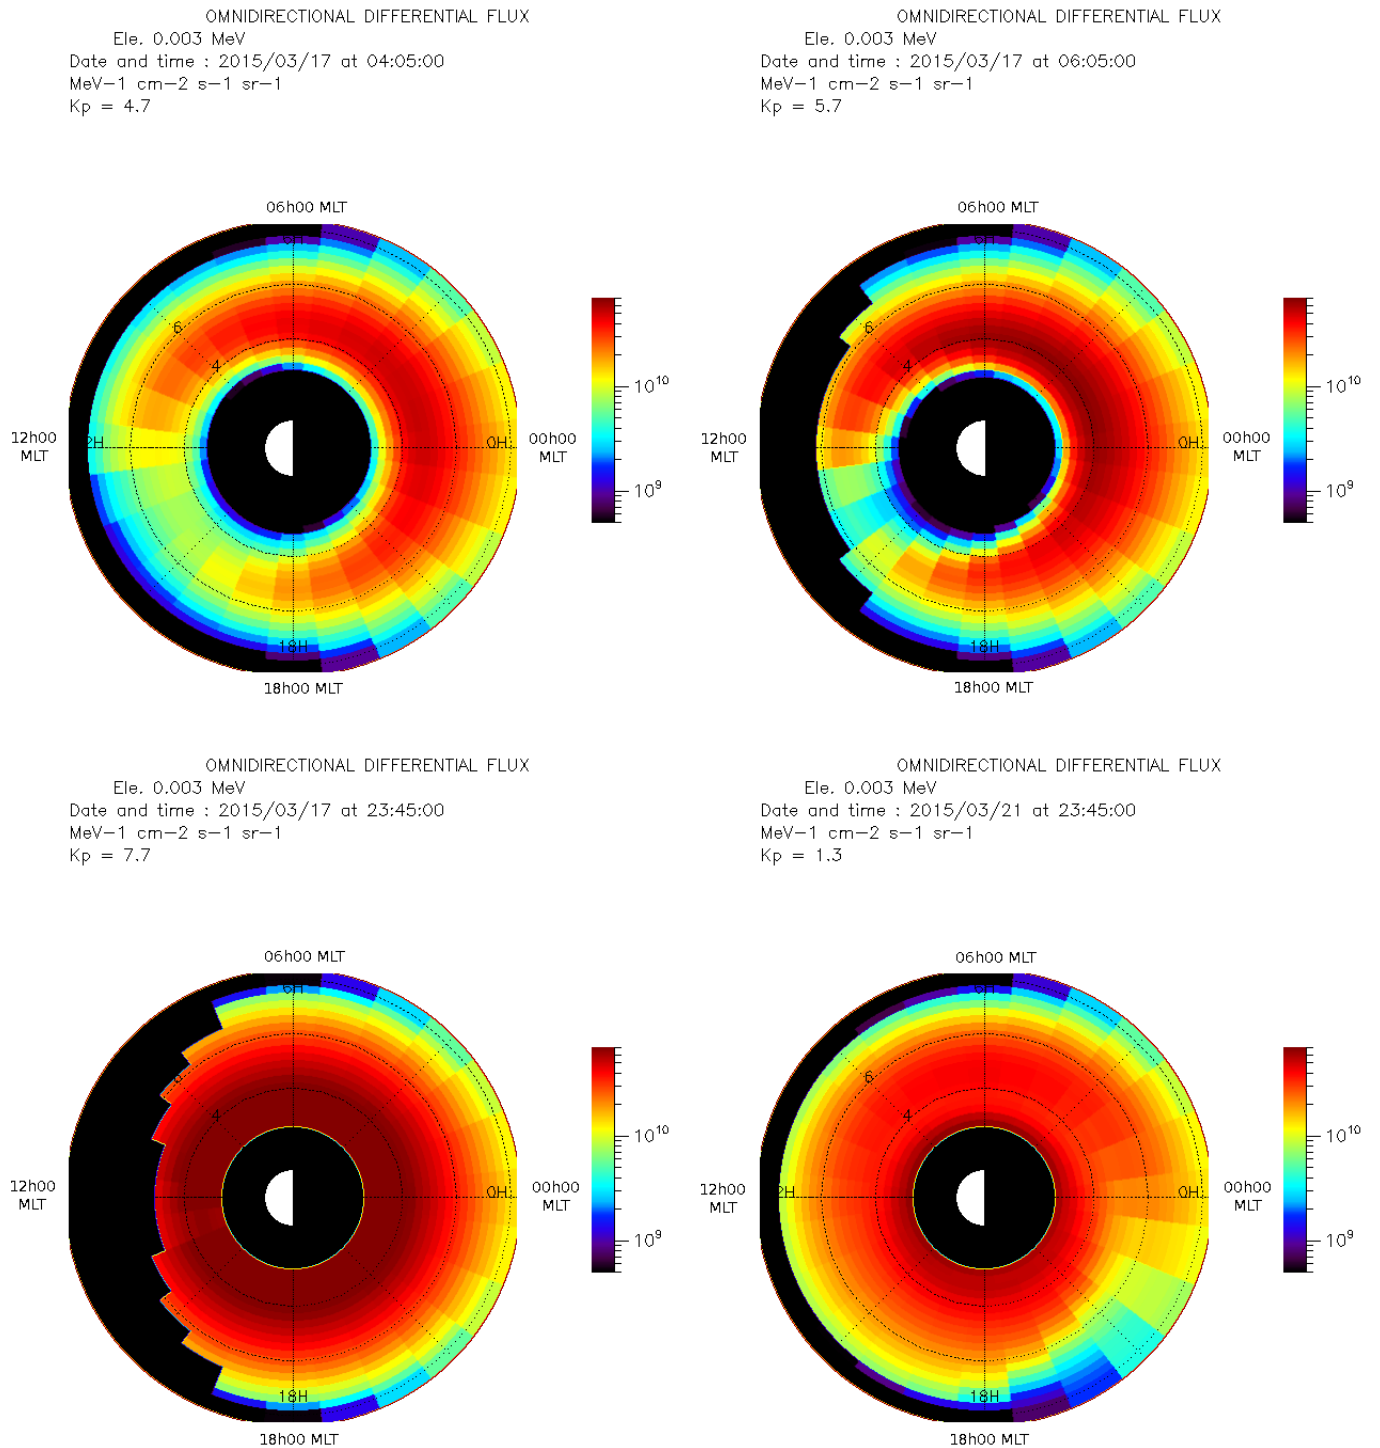 OMNIDIRECTIONAL DIFFERENTIAL FLUX
Ele. 0.003 MeV
Date and time : 2015/03/17 at 04:05:00
MeV-1 cm-2 s-1 sr-1
Kp = 4.7
06h00 MLT
6H
6
4
12h00
MLT
2H
0H
00h00
MLT
18H
18h00 MLT
10^10
10^9
OMNIDIRECTIONAL DIFFERENTIAL FLUX
Ele. 0.003 MeV
Date and time : 2015/03/17 at 06:05:00
MeV-1 cm-2 s-1 sr-1
Kp = 5.7
06h00 MLT
6H
6
4
12h00
MLT
0H
00h00
MLT
18H
18h00 MLT
10^10
10^9
OMNIDIRECTIONAL DIFFERENTIAL FLUX
Ele. 0.003 MeV
Date and time : 2015/03/17 at 23:45:00
MeV-1 cm-2 s-1 sr-1
Kp = 7.7
06h00 MLT
6H
6
4
12h00
MLT
0H
00h00
MLT
18H
18h00 MLT
10^10
10^9
OMNIDIRECTIONAL DIFFERENTIAL FLUX
Ele. 0.003 MeV
Date and time : 2015/03/21 at 23:45:00
MeV-1 cm-2 s-1 sr-1
Kp = 1.3
06h00 MLT
6H
6
4
12h00
MLT
2H
0H
00h00
MLT
18H
18h00 MLT
10^10
10^9